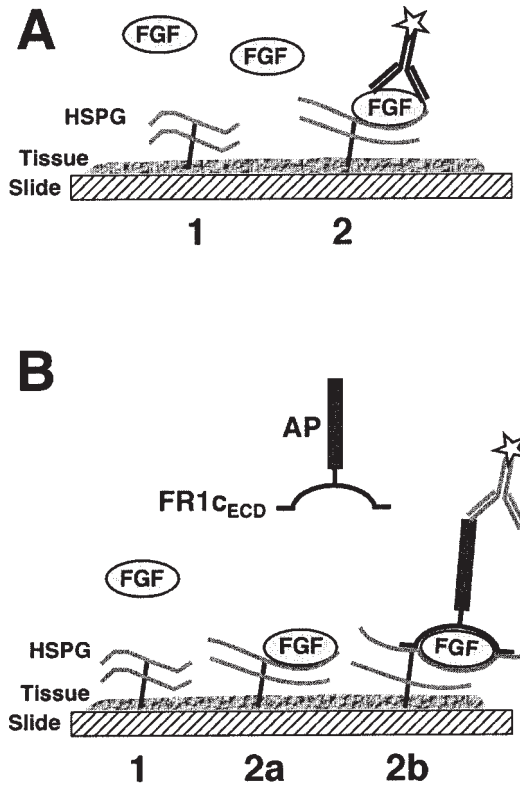 A
FGF
FGF
FGF
HSPG
Tissue
Slide
1 2
B
AP
FR1cECD
FGF
FGF
FGF
HSPG
Tissue
Slide
1 2a 2b